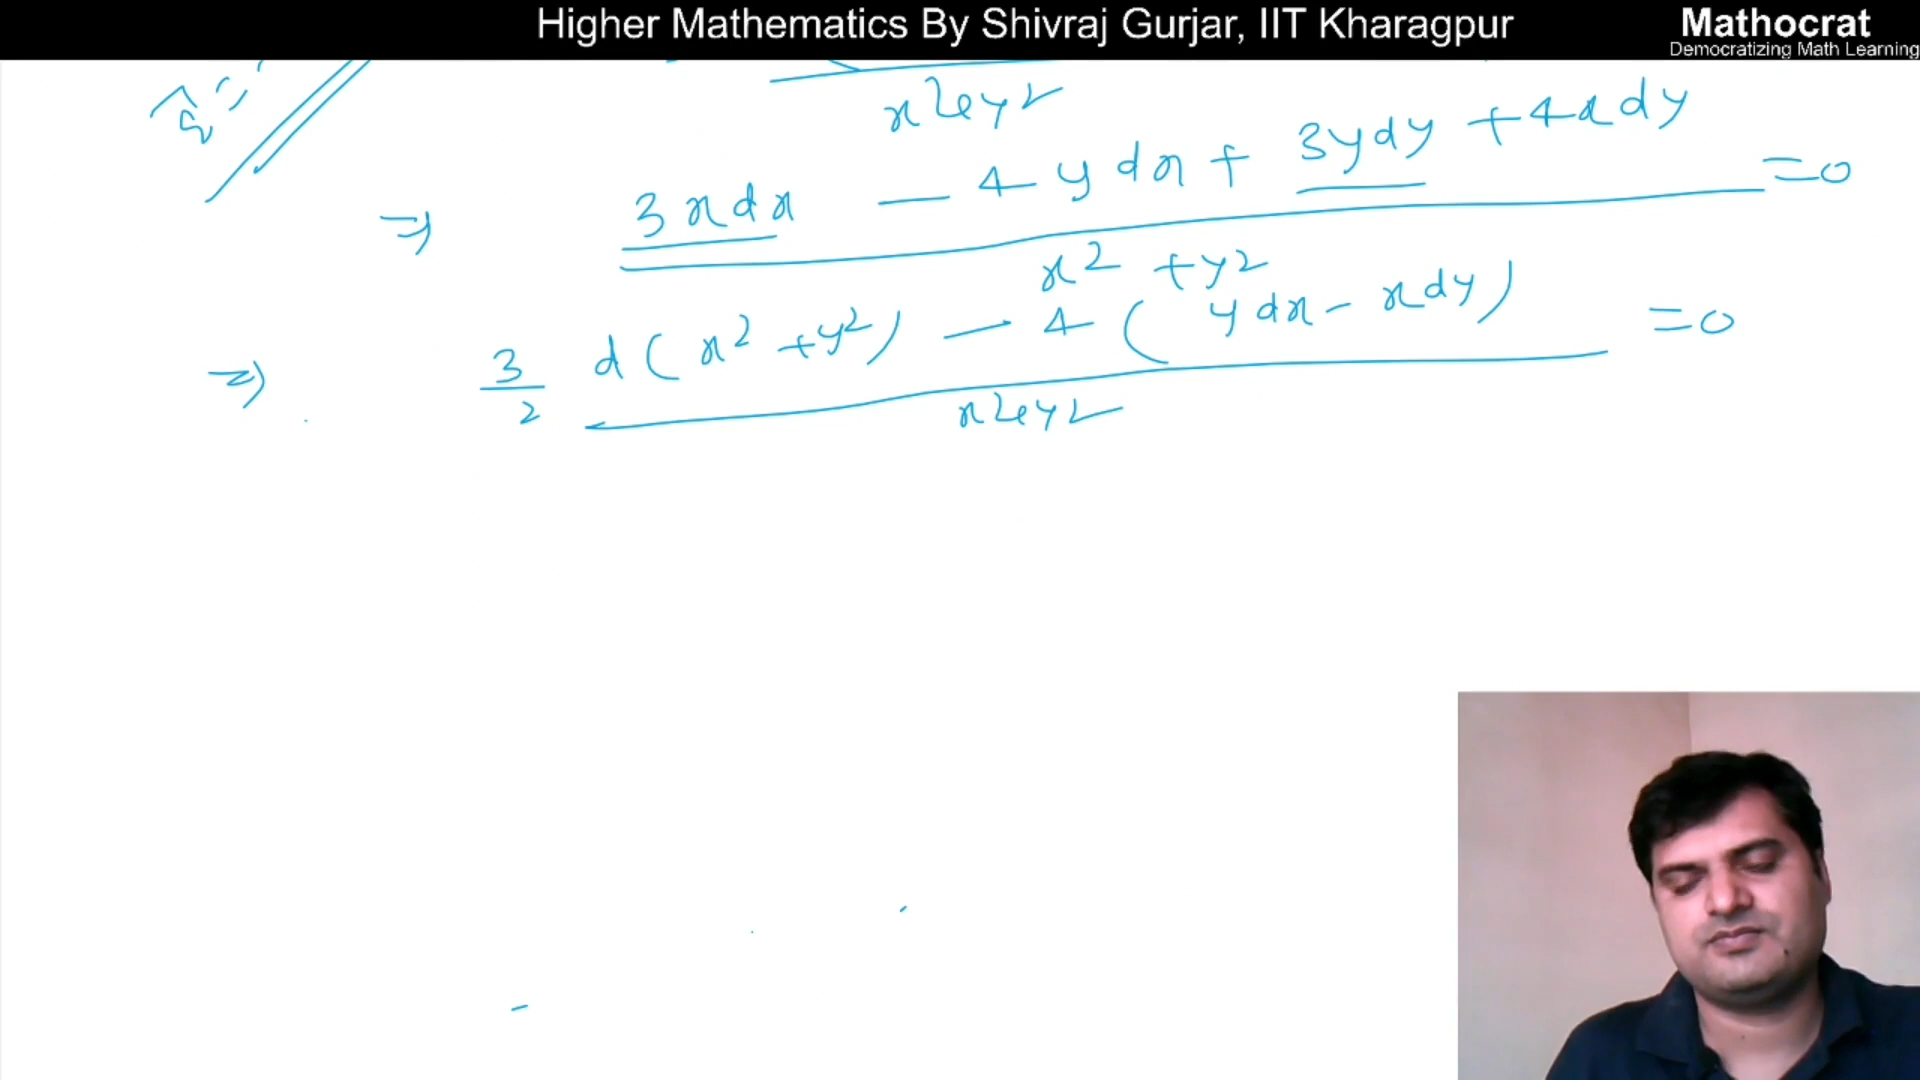 Higher Mathematics By Shivraj Gurjar, IIT Kharagpur
Mathocrat
Democratizing Math Learning
x²+y²
⇒ 3xdx - 4ydx + 3ydy + 4xdy = 0
x² + y²
⇒ 3/2 d(x² + y²) - 4(ydx - xdy) = 0
x²+y²